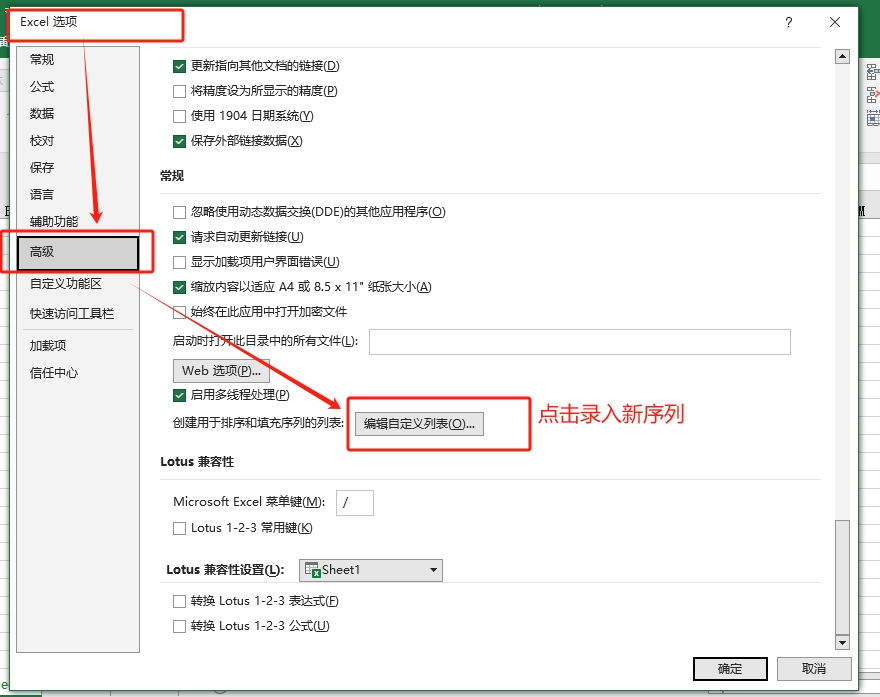 Excel 选项
?
常规
公式
数据
校对
保存
语言
辅助功能
高级
自定义功能区
快速访问工具栏
加载项
信任中心
更新指向其他文档的链接(D)
将精度设为所显示的精度(P)
使用 1904 日期系统(Y)
保存外部链接数据(X)
常规
忽略使用动态数据交换(DDE)的其他应用程序(O)
请求自动更新链接(U)
显示加载项用户界面错误(U)
缩放内容以适应 A4 或 8.5 x 11" 纸张大小(A)
始终在此应用中打开加密文件
启动时打开此目录中的所有文件(L):
Web 选项(P)...
启用多线程处理(P)
创建用于排序和填充序列的列表:
编辑自定义列表(O)...
点击录入新序列
Lotus 兼容性
Microsoft Excel 菜单键(M): /
Lotus 1-2-3 常用键(K)
Lotus 兼容性设置(L): Sheet1
转换 Lotus 1-2-3 表达式(F)
转换 Lotus 1-2-3 公式(U)
确定
取消